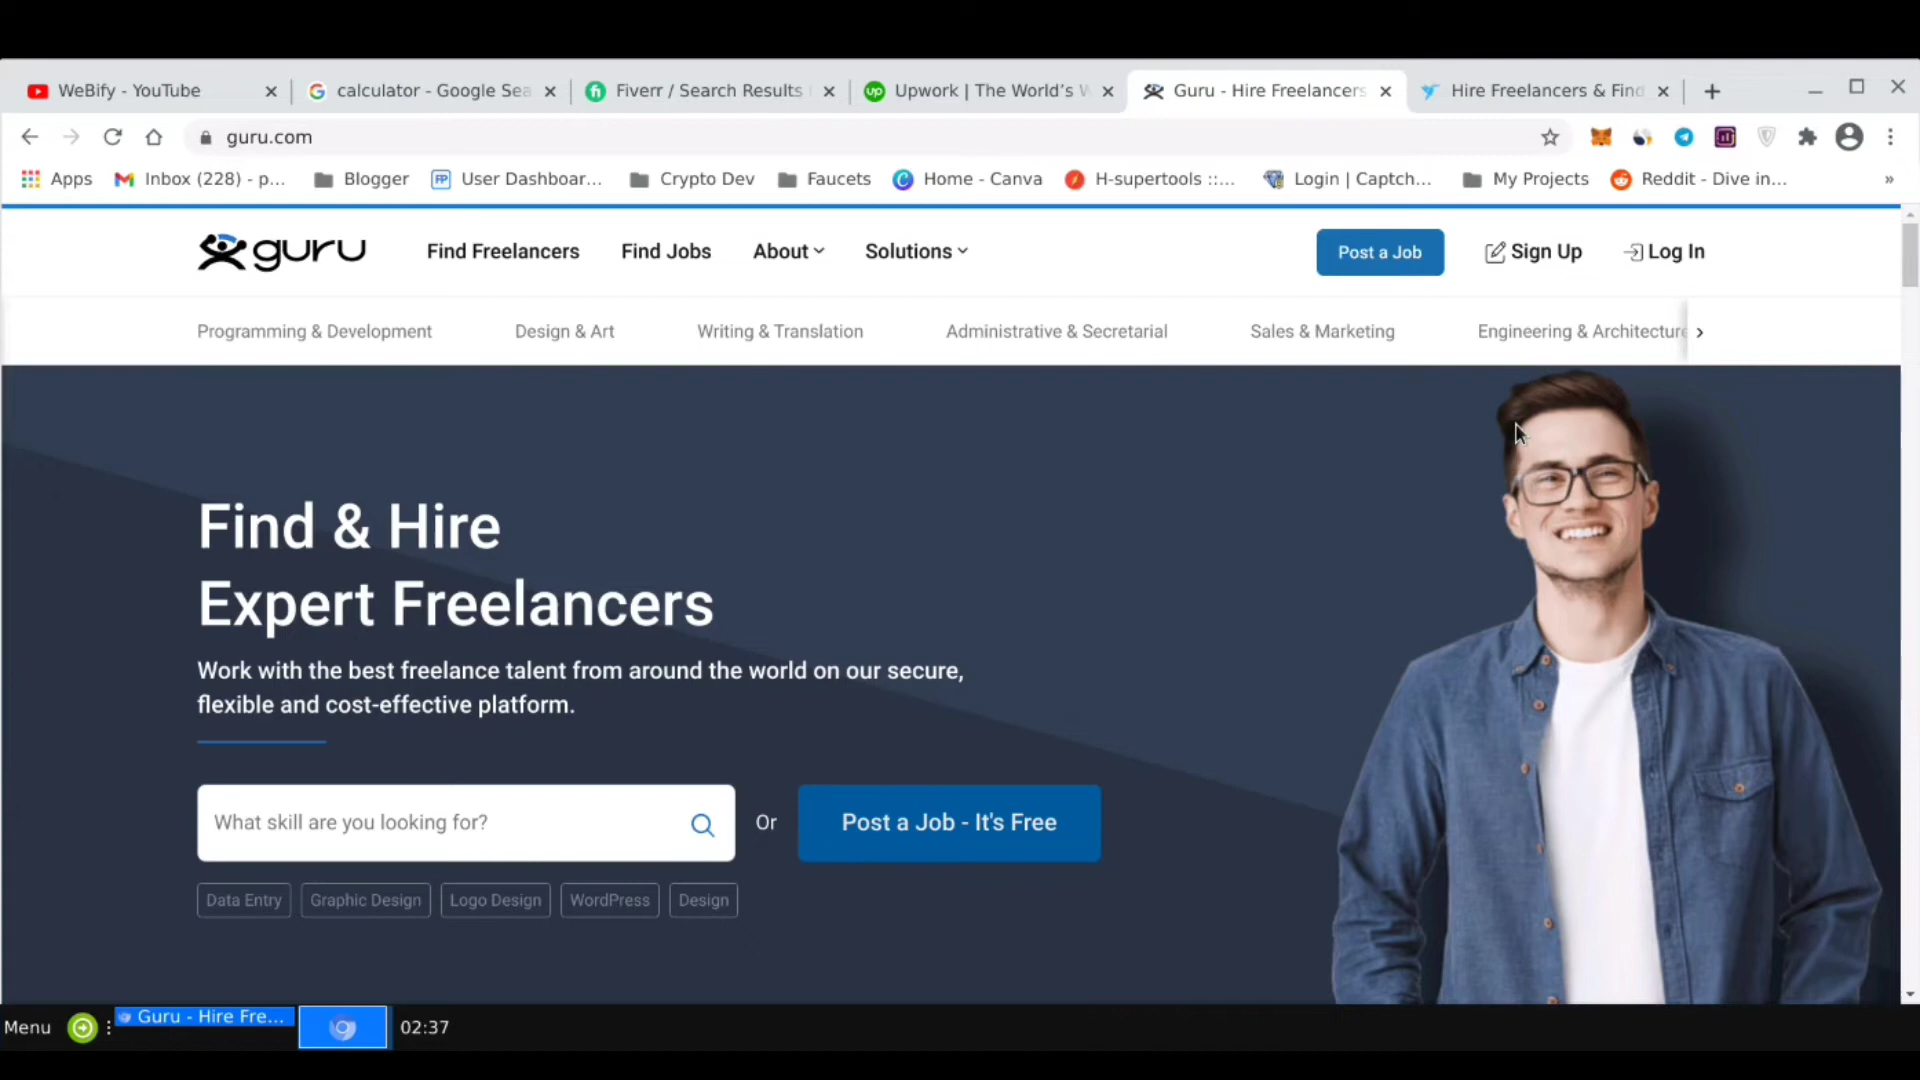 WeBify - YouTube
calculator - Google Sea
Fiverr / Search Results
Upwork | The World's W
Guru - Hire Freelancers
Hire Freelancers & Find
guru.com
Apps
Inbox (228) - p...
Blogger
User Dashboar...
Crypto Dev
Faucets
Home - Canva
H-supertools ::...
Login | Captch...
My Projects
Reddit - Dive in...
»
guru
Find Freelancers
Find Jobs
About
Solutions
Post a Job
Sign Up
Log In
Programming & Development
Design & Art
Writing & Translation
Administrative & Secretarial
Sales & Marketing
Engineering & Architecture
Find & Hire
Expert Freelancers
Work with the best freelance talent from around the world on our secure,
flexible and cost-effective platform.
What skill are you looking for?
Or
Post a Job - It's Free
Data Entry
Graphic Design
Logo Design
WordPress
Design
Menu
Guru - Hire Fre...
02:37